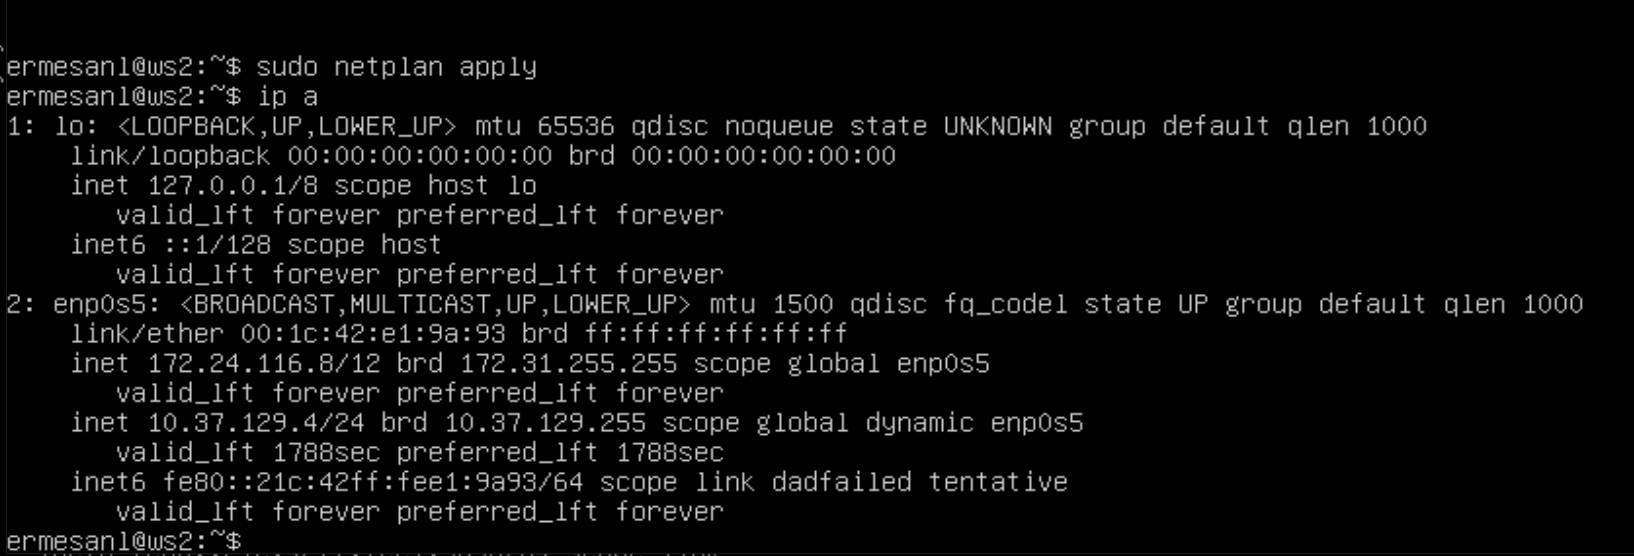 ermesanl@ws2:~$ sudo netplan apply
ermesanl@ws2:~$ ip a
1: lo: <LOOPBACK,UP,LOWER_UP> mtu 65536 qdisc noqueue state UNKNOWN group default qlen 1000
    link/loopback 00:00:00:00:00:00 brd 00:00:00:00:00:00
    inet 127.0.0.1/8 scope host lo
       valid_lft forever preferred_lft forever
    inet6 ::1/128 scope host
       valid_lft forever preferred_lft forever
2: enp0s5: <BROADCAST,MULTICAST,UP,LOWER_UP> mtu 1500 qdisc fq_codel state UP group default qlen 1000
    link/ether 00:1c:42:e1:9a:93 brd ff:ff:ff:ff:ff:ff
    inet 172.24.116.8/12 brd 172.31.255.255 scope global enp0s5
       valid_lft forever preferred_lft forever
    inet 10.37.129.4/24 brd 10.37.129.255 scope global dynamic enp0s5
       valid_lft 1788sec preferred_lft 1788sec
    inet6 fe80::21c:42ff:fee1:9a93/64 scope link dadfailed tentative
       valid_lft forever preferred_lft forever
ermesanl@ws2:~$